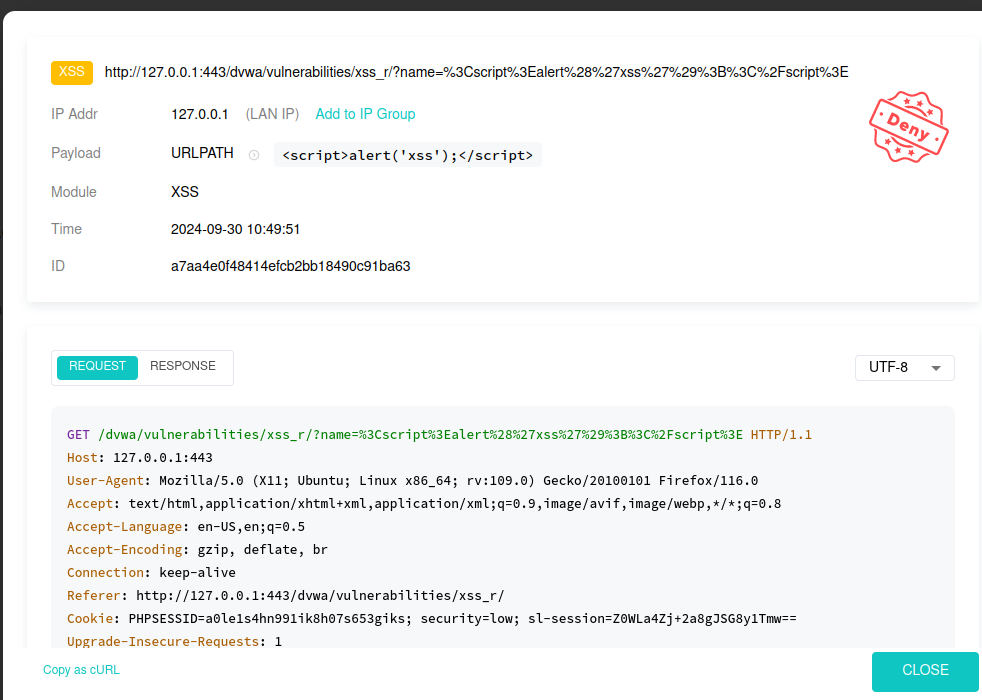 XSS http://127.0.0.1:443/dvwa/vulnerabilities/xss_r/?name=%3Cscript%3Ealert%28%27xss%27%29%3B%3C%2Fscript%3E
IP Addr 127.0.0.1 (LAN IP) Add to IP Group
Deny
Payload URLPATH <script>alert('xss');</script>
Module XSS
Time 2024-09-30 10:49:51
ID a7aa4e0f48414efcb2bb18490c91ba63
REQUEST RESPONSE UTF-8
GET /dvwa/vulnerabilities/xss_r/?name=%3Cscript%3Ealert%28%27xss%27%29%3B%3C%2Fscript%3E HTTP/1.1
Host: 127.0.0.1:443
User-Agent: Mozilla/5.0 (X11; Ubuntu; Linux x86_64; rv:109.0) Gecko/20100101 Firefox/116.0
Accept: text/html,application/xhtml+xml,application/xml;q=0.9,image/avif,image/webp,*/*;q=0.8
Accept-Language: en-US,en;q=0.5
Accept-Encoding: gzip, deflate, br
Connection: keep-alive
Referer: http://127.0.0.1:443/dvwa/vulnerabilities/xss_r/
Cookie: PHPSESSID=a0le1s4hn991ik8h07s653giks; security=low; sl-session=Z0WLa4Zj+2a8gJSG8y1Tmw==
Upgrade-Insecure-Requests: 1
Copy as cURL CLOSE